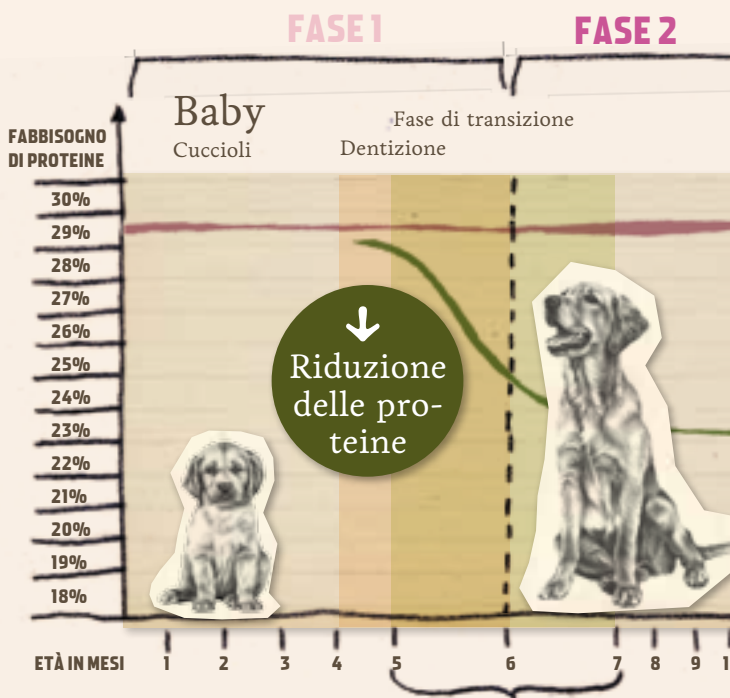 FASE 1
FASE 2
Baby
Cuccioli
Fase di transizione
Dentizione
FABBISOGNO
DI PROTEINE
30%
29%
28%
27%
26%
25%
24%
23%
22%
21%
20%
19%
18%
Riduzione
delle pro-
teine
ETÀ IN MESI 1 2 3 4 5 6 7 8 9